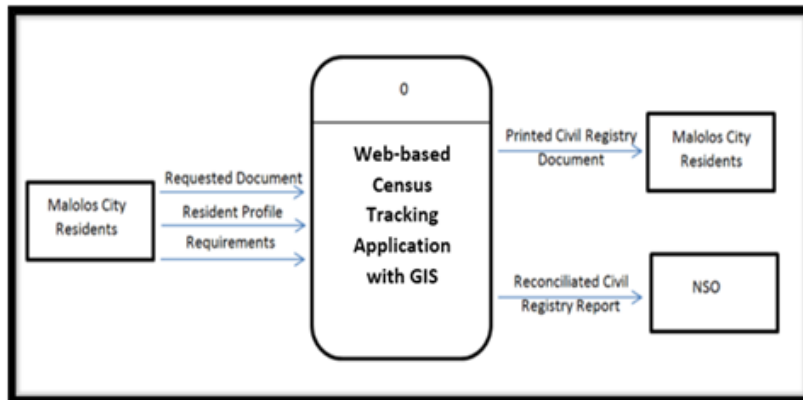 Malolos City
Residents
Requested Document
Resident Profile
Requirements
0
Web-based
Census
Tracking
Application
with GIS
Printed Civil Registry
Document
Malolos City
Residents
Reconciliated Civil
Registry Report
NSO